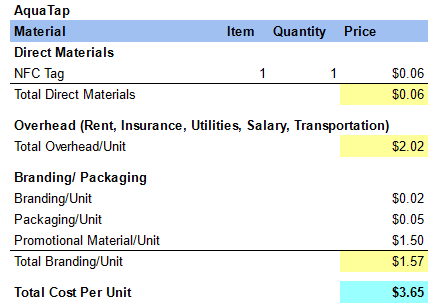 AquaTap
Material Item Quantity Price
Direct Materials
NFC Tag 1 1 $0.06
Total Direct Materials $0.06
Overhead (Rent, Insurance, Utilities, Salary, Transportation)
Total Overhead/Unit $2.02
Branding/ Packaging
Branding/Unit $0.02
Packaging/Unit $0.05
Promotional Material/Unit $1.50
Total Branding/Unit $1.57
Total Cost Per Unit $3.65